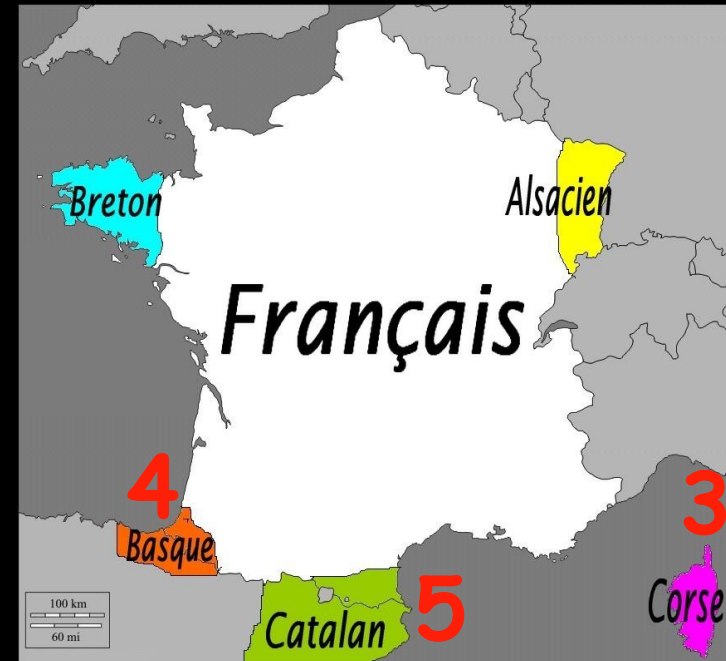 Breton
Alsacien
Français
4
3
Basque
5
Corse
Catalan
100 km
60 mi